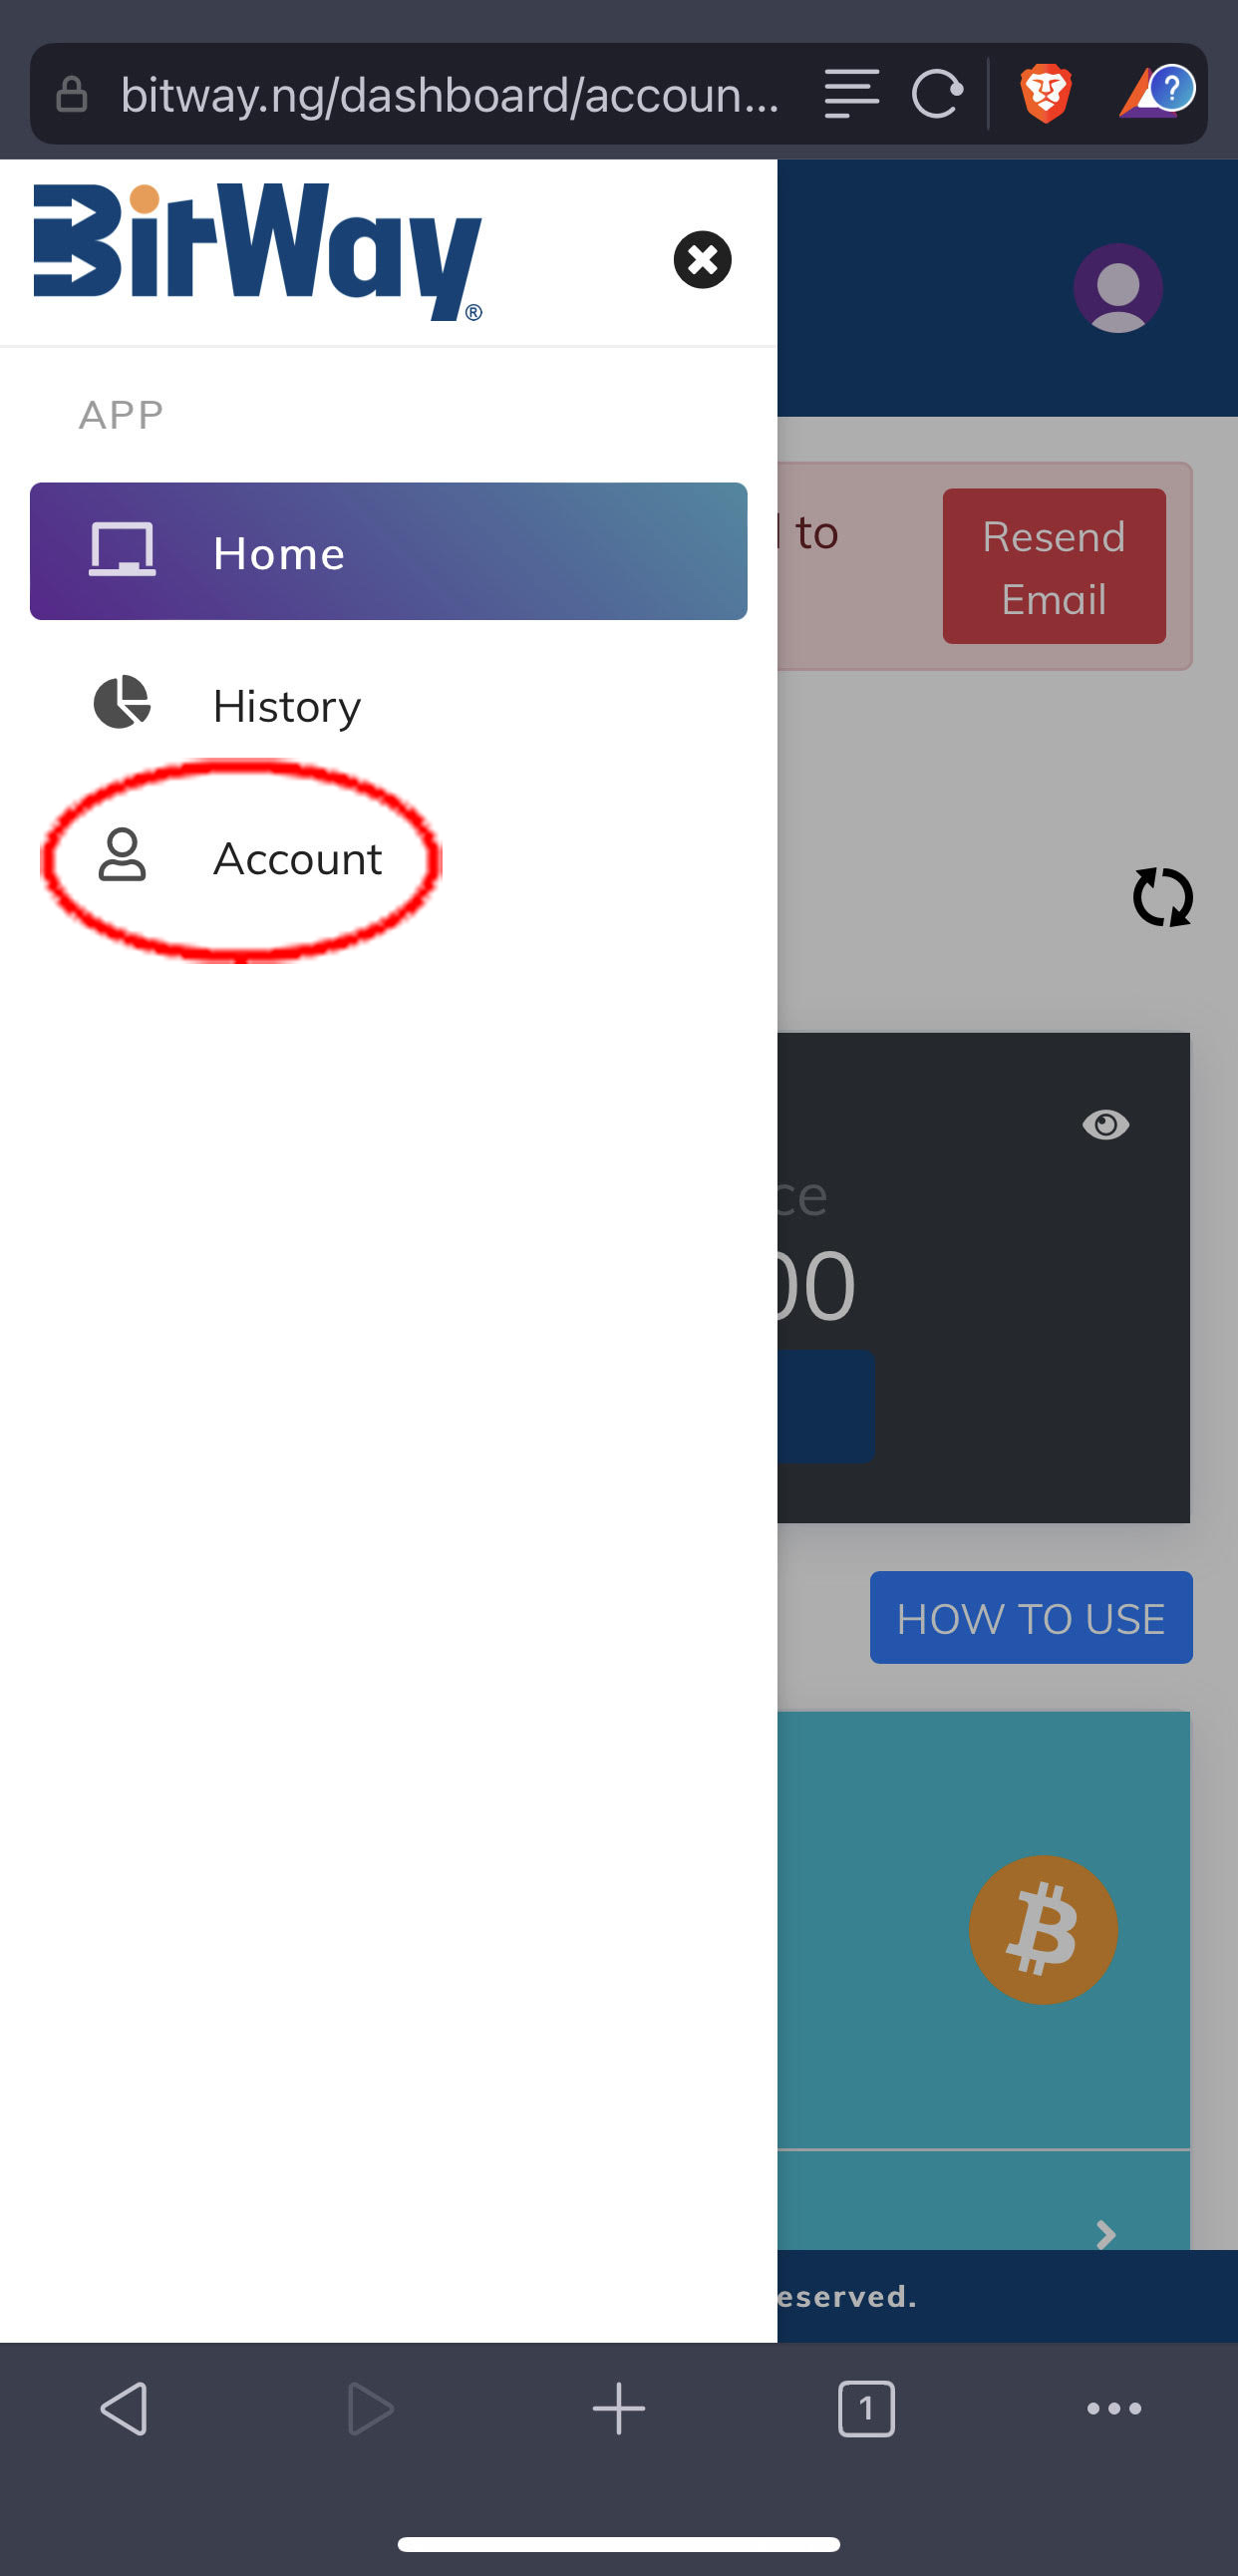 bitway.ng/dashboard/accoun...
BitWay®
APP
Home
to
Resend
Email
History
Account
ce
00
HOW TO USE
eserved.
1